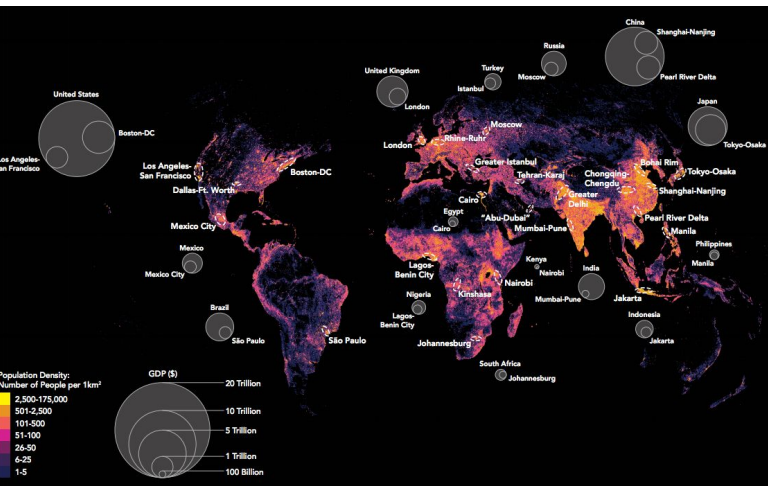 China
Shanghai-Nanjing
Pearl River Delta
Russia
Moscow
Turkey
Istanbul
United Kingdom
London
United States
Boston-DC
Los Angeles-
San Francisco
Japan
Tokyo-Osaka
Moscow
London
Rhine-Ruhr
Greater Istanbul
Tehran-Karaj
Bohai Rim
Tokyo-Osaka
Chongqing-
Chengdu
Shanghai-Nanjing
Los Angeles-
San Francisco
Boston-DC
Dallas-Ft. Worth
Cairo
Greater
Delhi
Egypt
Cairo
"Abu-Dubai"
Mumbai-Pune
Pearl River Delta
Manila
Mexico City
Mexico
Mexico City
Philippines
Manila
Kenya
Nairobi
India
Mumbai-Pune
Lagos-
Benin City
Nairobi
Kinshasa
Nigeria
Lagos-
Benin City
Jakarta
Indonesia
Jakarta
Brazil
São Paulo
São Paulo
Johannesburg
South Africa
Johannesburg
Population Density:
Number of People per 1km²
2,500-175,000
501-2,500
101-500
51-100
26-50
6-25
1-5
GDP ($)
20 Trillion
10 Trillion
5 Trillion
1 Trillion
100 Billion